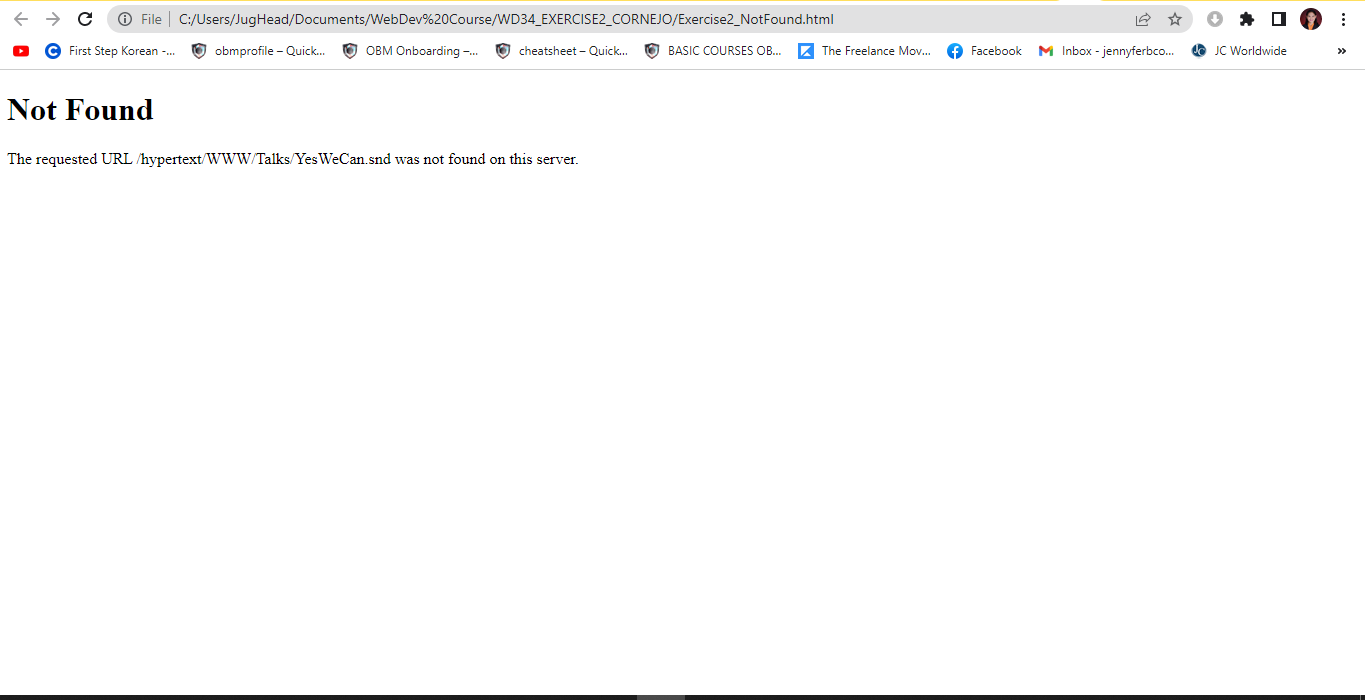 File C:/Users/JugHead/Documents/WebDev%20Course/WD34_EXERCISE2_CORNEJO/Exercise2_NotFound.html
First Step Korean -... obmprofile – Quick... OBM Onboarding –... cheatsheet – Quick... BASIC COURSES OB... The Freelance Mov... Facebook Inbox - jennyferbco... JC Worldwide »
Not Found
The requested URL /hypertext/WWW/Talks/YesWeCan.snd was not found on this server.